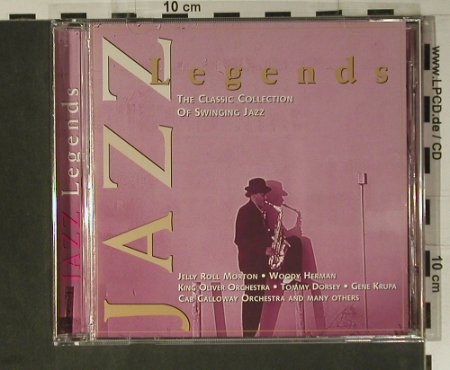 10 cm
JAZZ Legends
JAZZ
Legends
The Classic Collection
Of Swinging Jazz
Jelly Roll Morton • Woody Herman
King Oliver Orchestra • Tommy Dorsey • Gene Krupa
Cab Calloway Orchestra and many others
www.LPCD.de / CD
10 cm